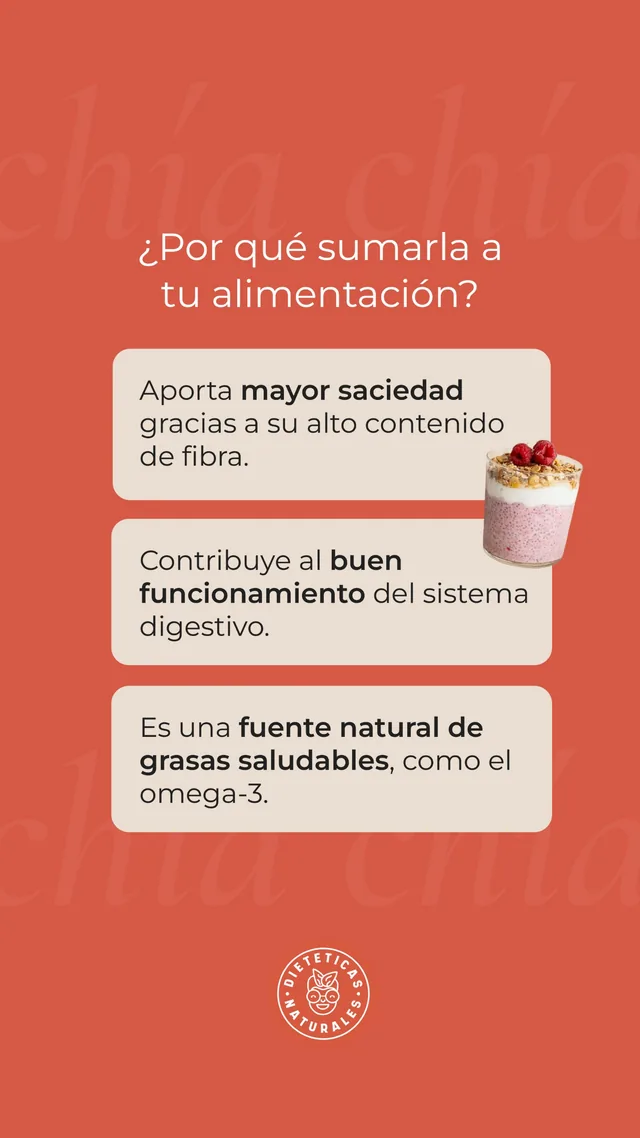 chía chía
¿Por qué sumarla a
tu alimentación?
Aporta mayor saciedad
gracias a su alto contenido
de fibra.
Contribuye al buen
funcionamiento del sistema
digestivo.
Es una fuente natural de
grasas saludables, como el
omega-3.
chía chía
DIETETICAS
NATURALES